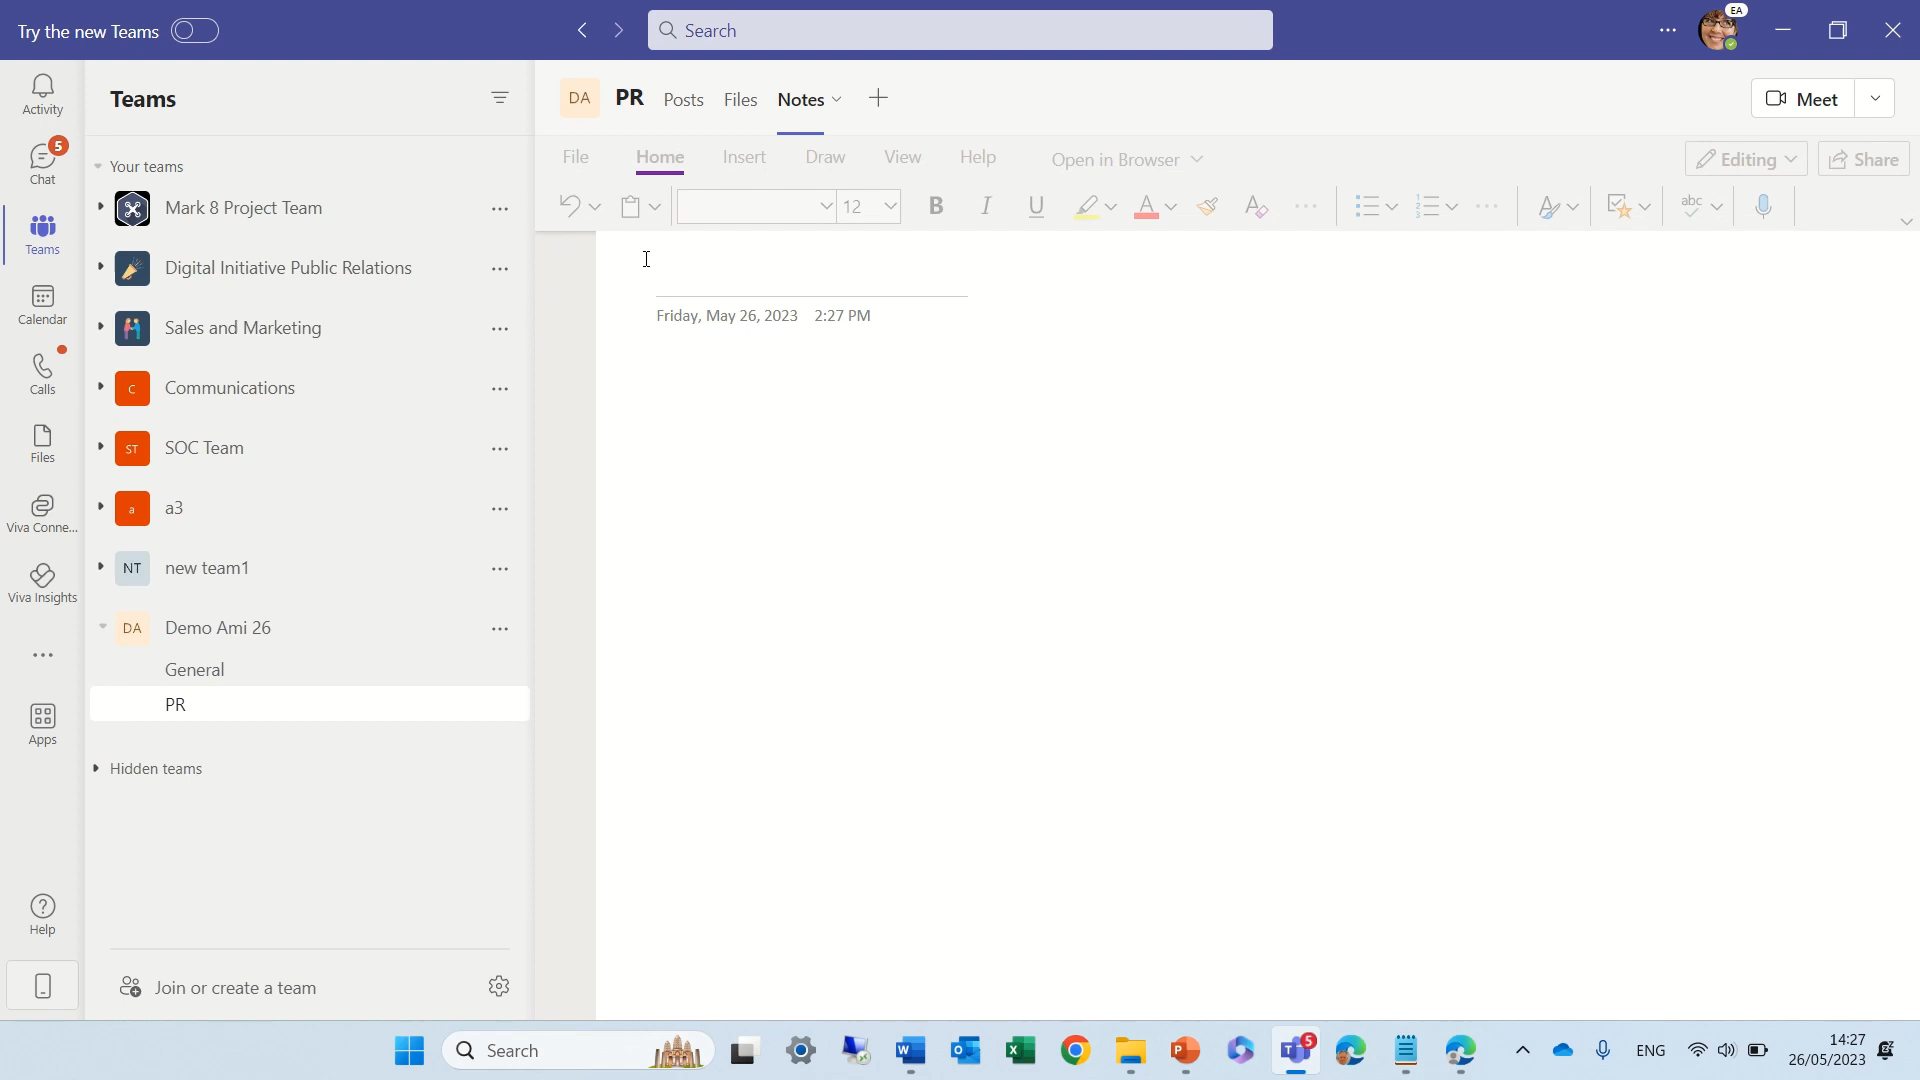 Try the new Teams
Search
EA
Activity
Chat
5
Teams
Calendar
Calls
Files
Viva Conne...
Viva Insights
Apps
Help
Teams
Your teams
Mark 8 Project Team
Digital Initiative Public Relations
Sales and Marketing
C Communications
ST SOC Team
a a3
NT new team1
DA Demo Ami 26
General
PR
Hidden teams
Join or create a team
DA PR Posts Files Notes
Meet
File Home Insert Draw View Help Open in Browser Editing Share
12 B I U A A abc
Friday, May 26, 2023 2:27 PM
Search
5
ENG
14:27
26/05/2023